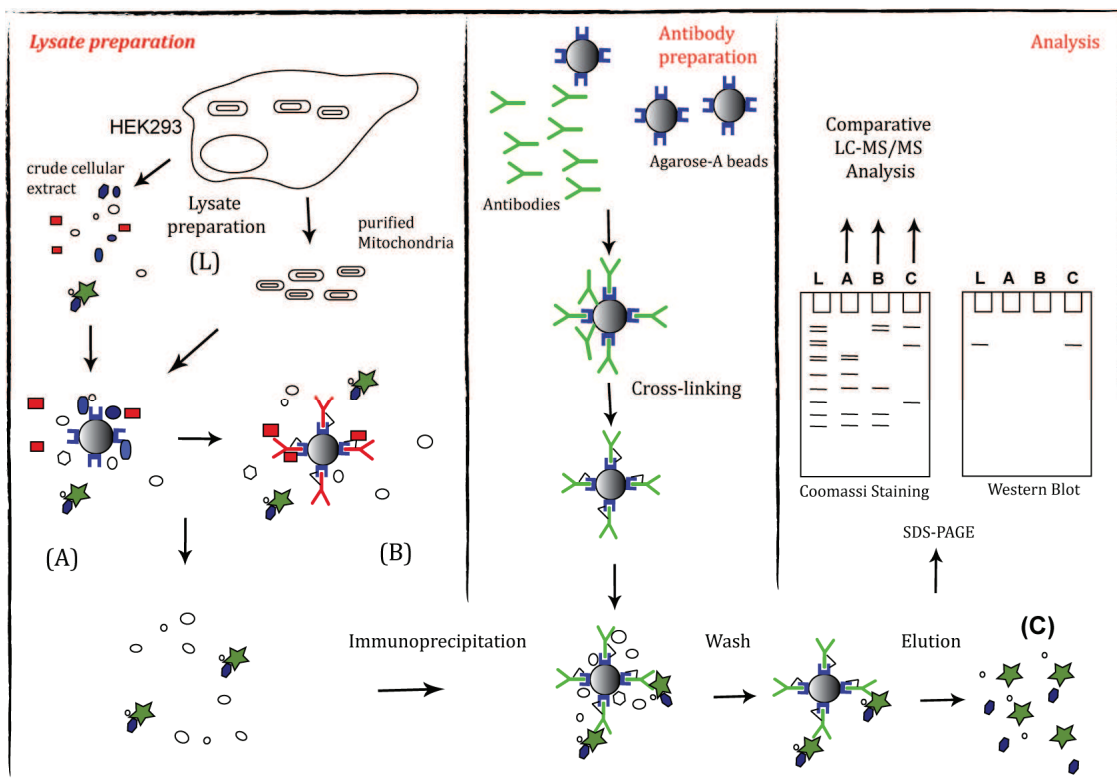 Lysate preparation
HEK293
crude cellular
extract
Lysate
preparation
(L)
purified
Mitochondria
(A)
(B)
Antibody
preparation
Agarose-A beads
Antibodies
Cross-linking
Immunoprecipitation
Wash
Elution
(C)
Analysis
Comparative
LC-MS/MS
Analysis
L A B C
L A B C
Coomassi Staining
Western Blot
SDS-PAGE